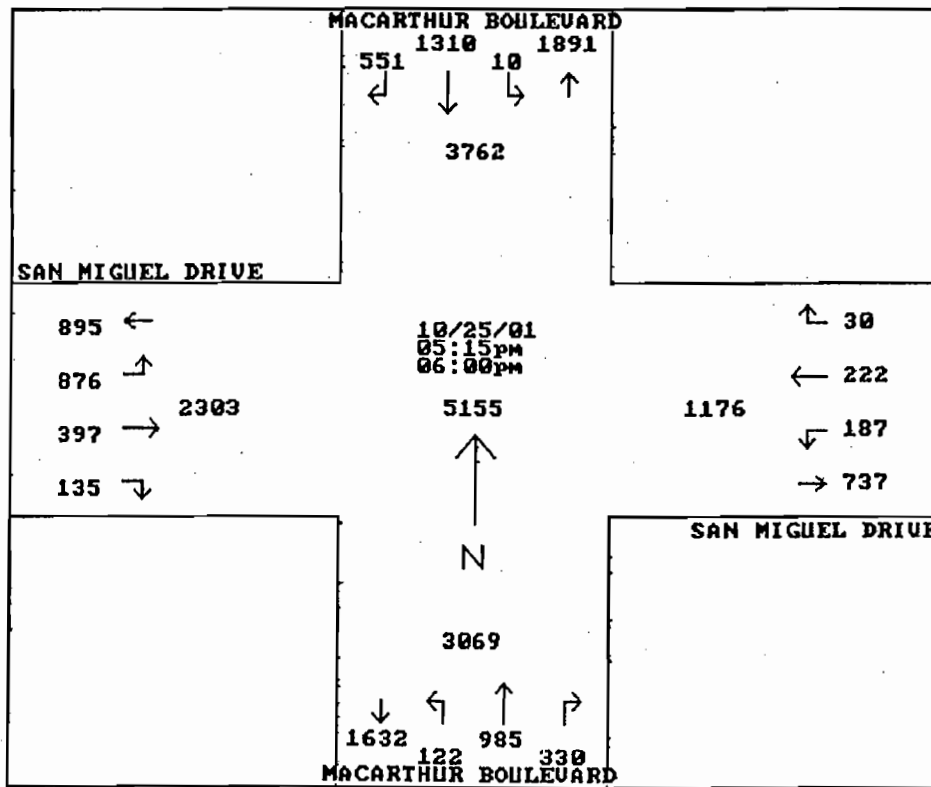 MACARTHUR BOULEVARD
1310 1891
551 10
3762
SAN MIGUEL DRIVE
895 10/25/01 30
05:15pm
06:00pm
876 222
2303 5155 1176
397 187
135 737
SAN MIGUEL DRIVE
N
3069
1632 985
122 330
MACARTHUR BOULEVARD